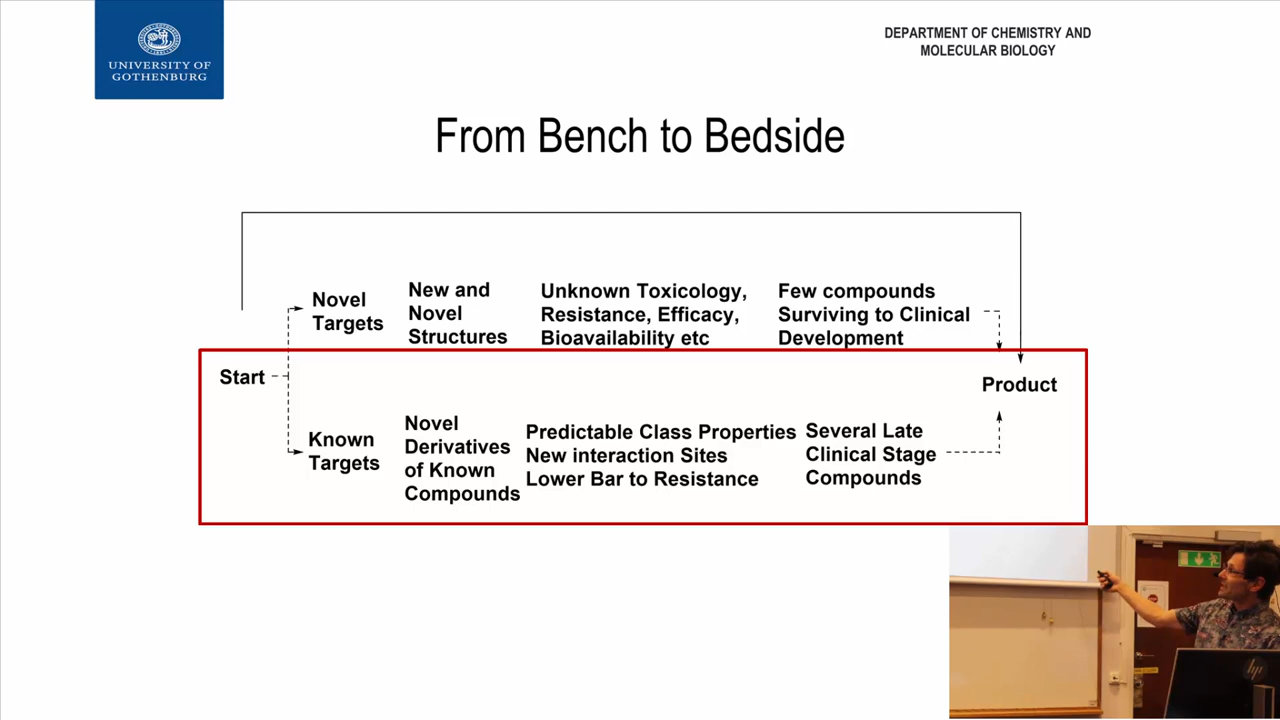 UNIVERSITY OF
GOTHENBURG
DEPARTMENT OF CHEMISTRY AND
MOLECULAR BIOLOGY
From Bench to Bedside
Novel
Targets
New and
Novel
Structures
Unknown Toxicology,
Resistance, Efficacy,
Bioavailability etc
Few compounds
Surviving to Clinical
Development
Start
Product
Known
Targets
Novel
Derivatives
of Known
Compounds
Predictable Class Properties
New interaction Sites
Lower Bar to Resistance
Several Late
Clinical Stage
Compounds
hp